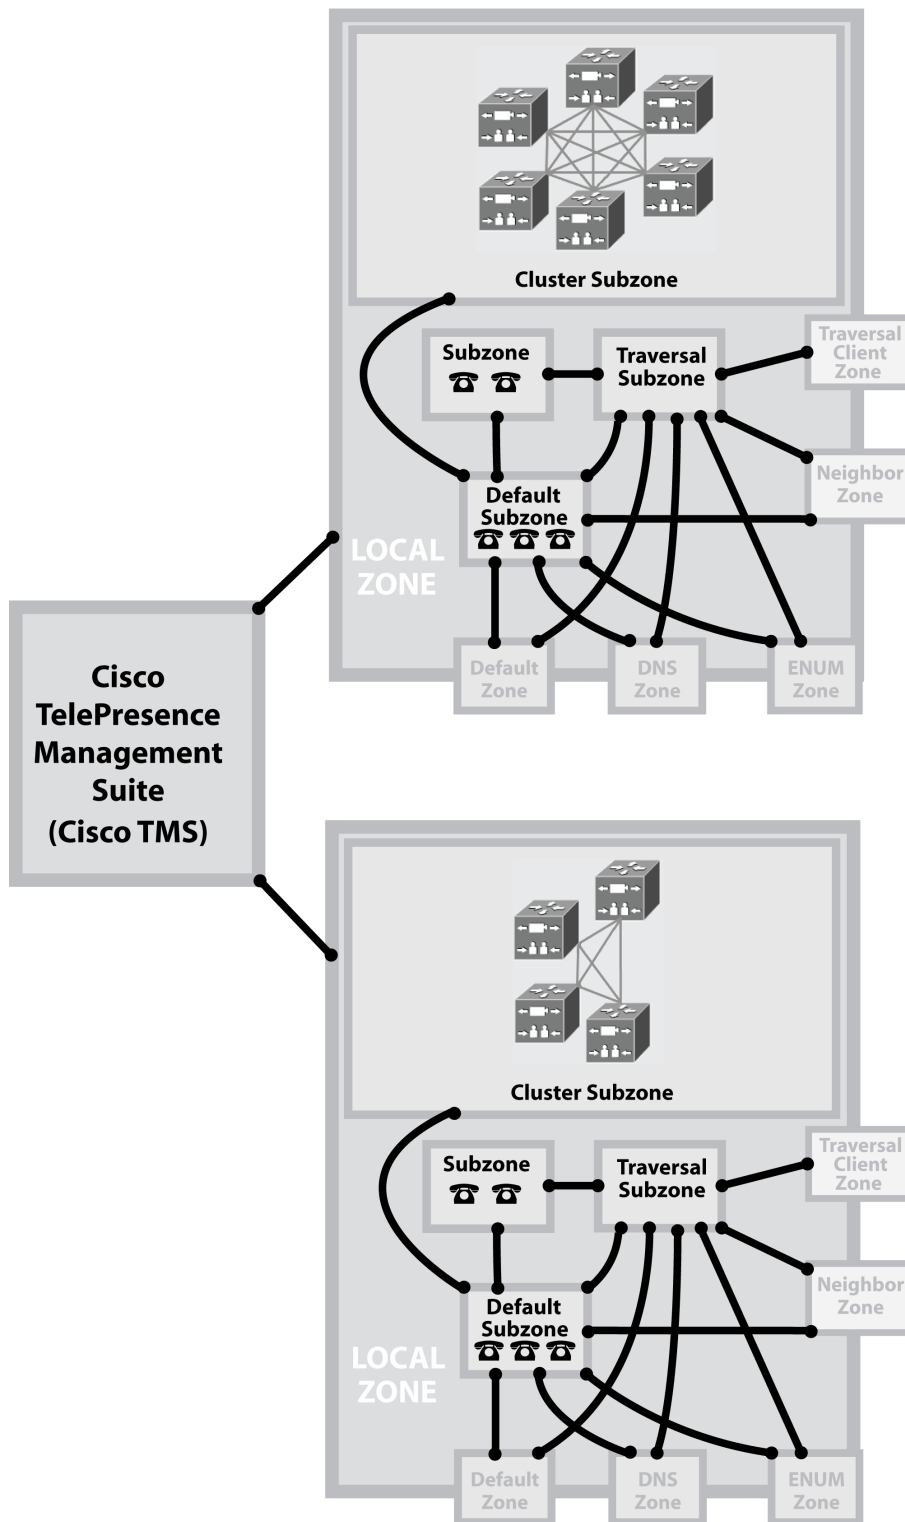 Cluster Subzone
Subzone
Traversal
Subzone
Traversal
Client
Zone
Neighbor
Zone
Default
Subzone
LOCAL
ZONE
Default
Zone
DNS
Zone
ENUM
Zone
Cisco
TelePresence
Management
Suite
(Cisco TMS)
Cluster Subzone
Subzone
Traversal
Subzone
Traversal
Client
Zone
Neighbor
Zone
Default
Subzone
LOCAL
ZONE
Default
Zone
DNS
Zone
ENUM
Zone